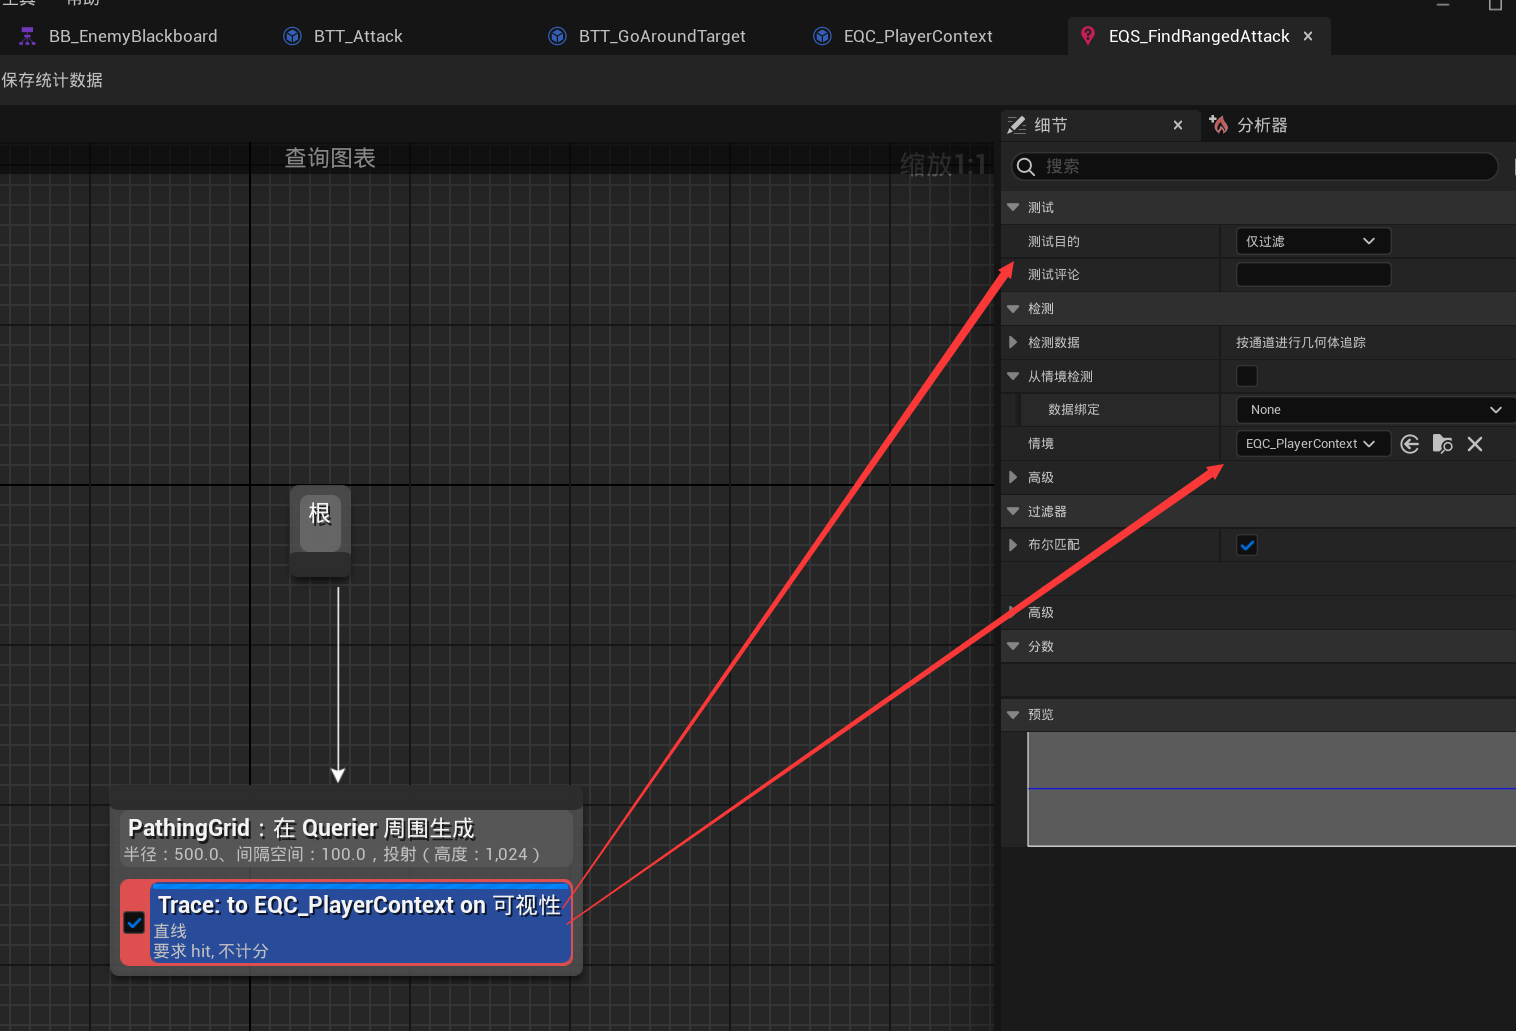 工具 帮助
BB_EnemyBlackboard BTT_Attack BTT_GoAroundTarget EQC_PlayerContext EQS_FindRangedAttack
保存统计数据
查询图表
缩放1:1
根
PathingGrid：在 Querier 周围生成
半径：500.0、间隔空间：100.0，投射（高度：1,024）
Trace: to EQC_PlayerContext on 可视性
直线
要求 hit, 不计分
细节 分析器
搜索
测试
测试目的 仅过滤
测试评论
检测
检测数据 按通道进行几何体追踪
从情境检测
数据绑定 None
情境 EQC_PlayerContext
高级
过滤器
布尔匹配
高级
分数
预览